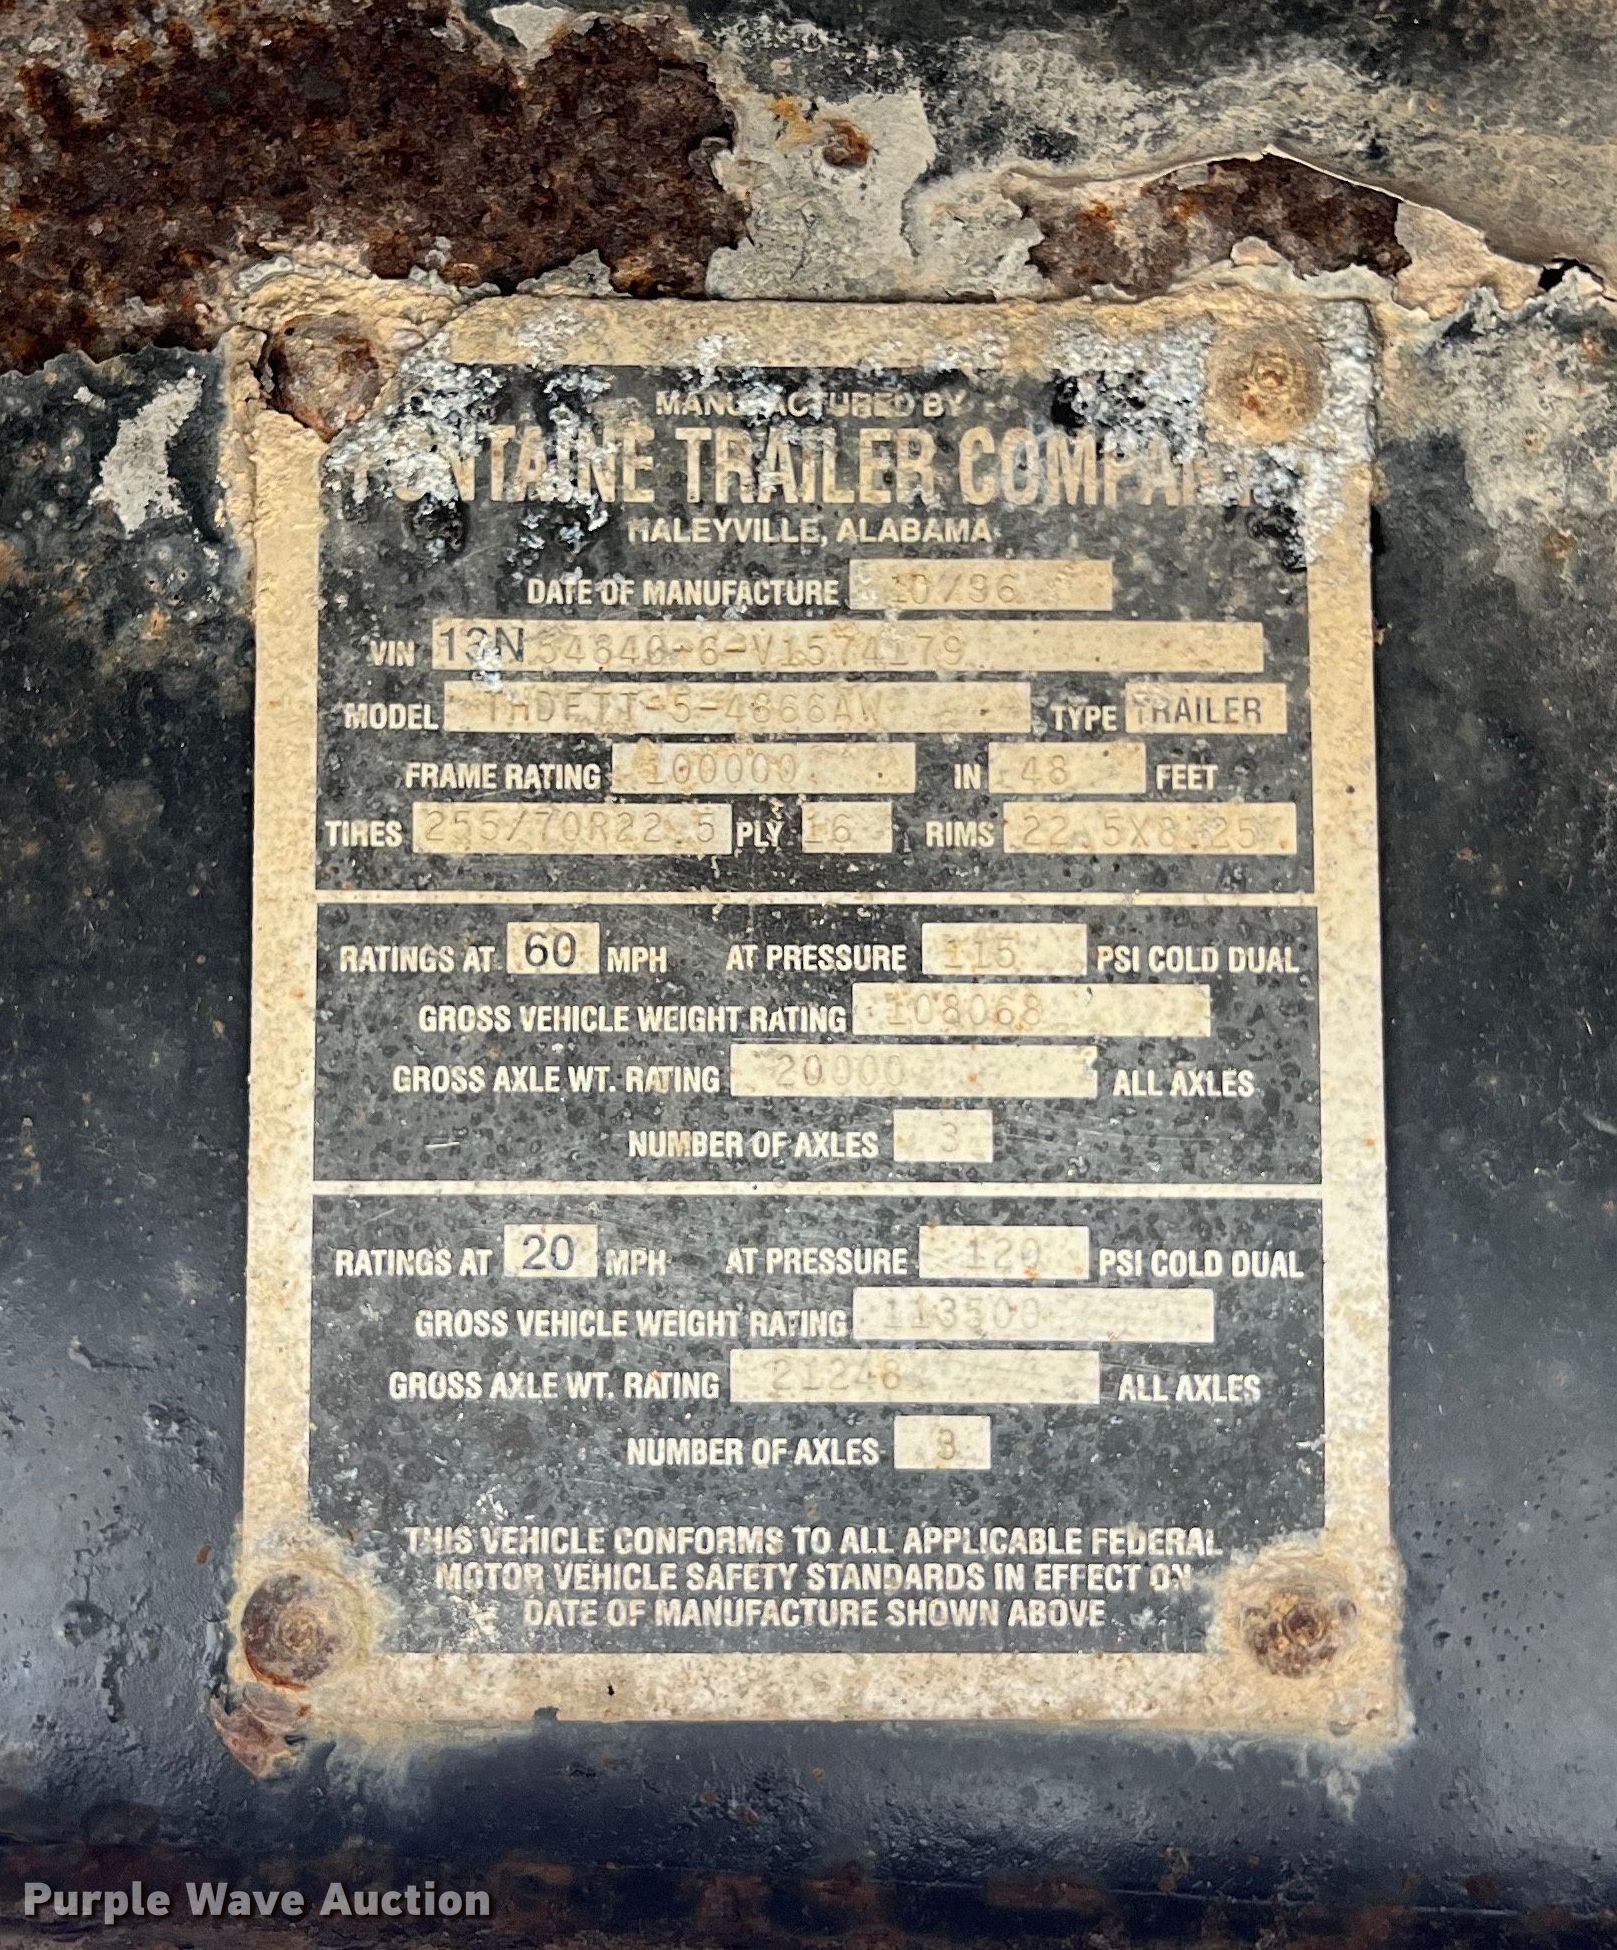 MANUFACTURED BY
FONTAINE TRAILER COMPANY
HALEYVILLE, ALABAMA
DATE OF MANUFACTURE 10/96
VIN 13N
MODEL TYPE TRAILER
FRAME RATING 100000 IN 48 FEET
TIRES 255/70R22.5 PLY 16 RIMS 22.5X8.25
RATINGS AT 60 MPH AT PRESSURE 115 PSI COLD DUAL
GROSS VEHICLE WEIGHT RATING 108068
GROSS AXLE WT. RATING 20000 ALL AXLES
NUMBER OF AXLES 3
RATINGS AT 20 MPH AT PRESSURE 120 PSI COLD DUAL
GROSS VEHICLE WEIGHT RATING 113500
GROSS AXLE WT. RATING 21248 ALL AXLES
NUMBER OF AXLES 3
THIS VEHICLE CONFORMS TO ALL APPLICABLE FEDERAL
MOTOR VEHICLE SAFETY STANDARDS IN EFFECT ON
DATE OF MANUFACTURE SHOWN ABOVE
Purple Wave Auction